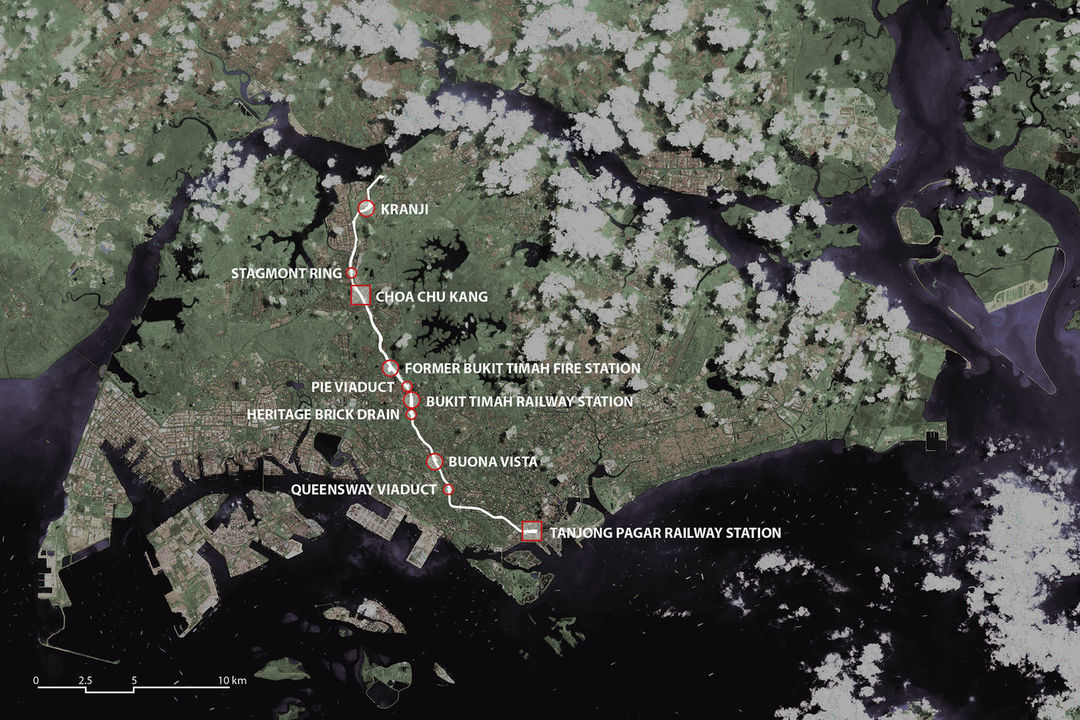 KRANJI
STAGMONT RING
CHOA CHU KANG
FORMER BUKIT TIMAH FIRE STATION
PIE VIADUCT
BUKIT TIMAH RAILWAY STATION
HERITAGE BRICK DRAIN
BUONA VISTA
QUEENSWAY VIADUCT
TANJONG PAGAR RAILWAY STATION
0 2.5 5 10 km